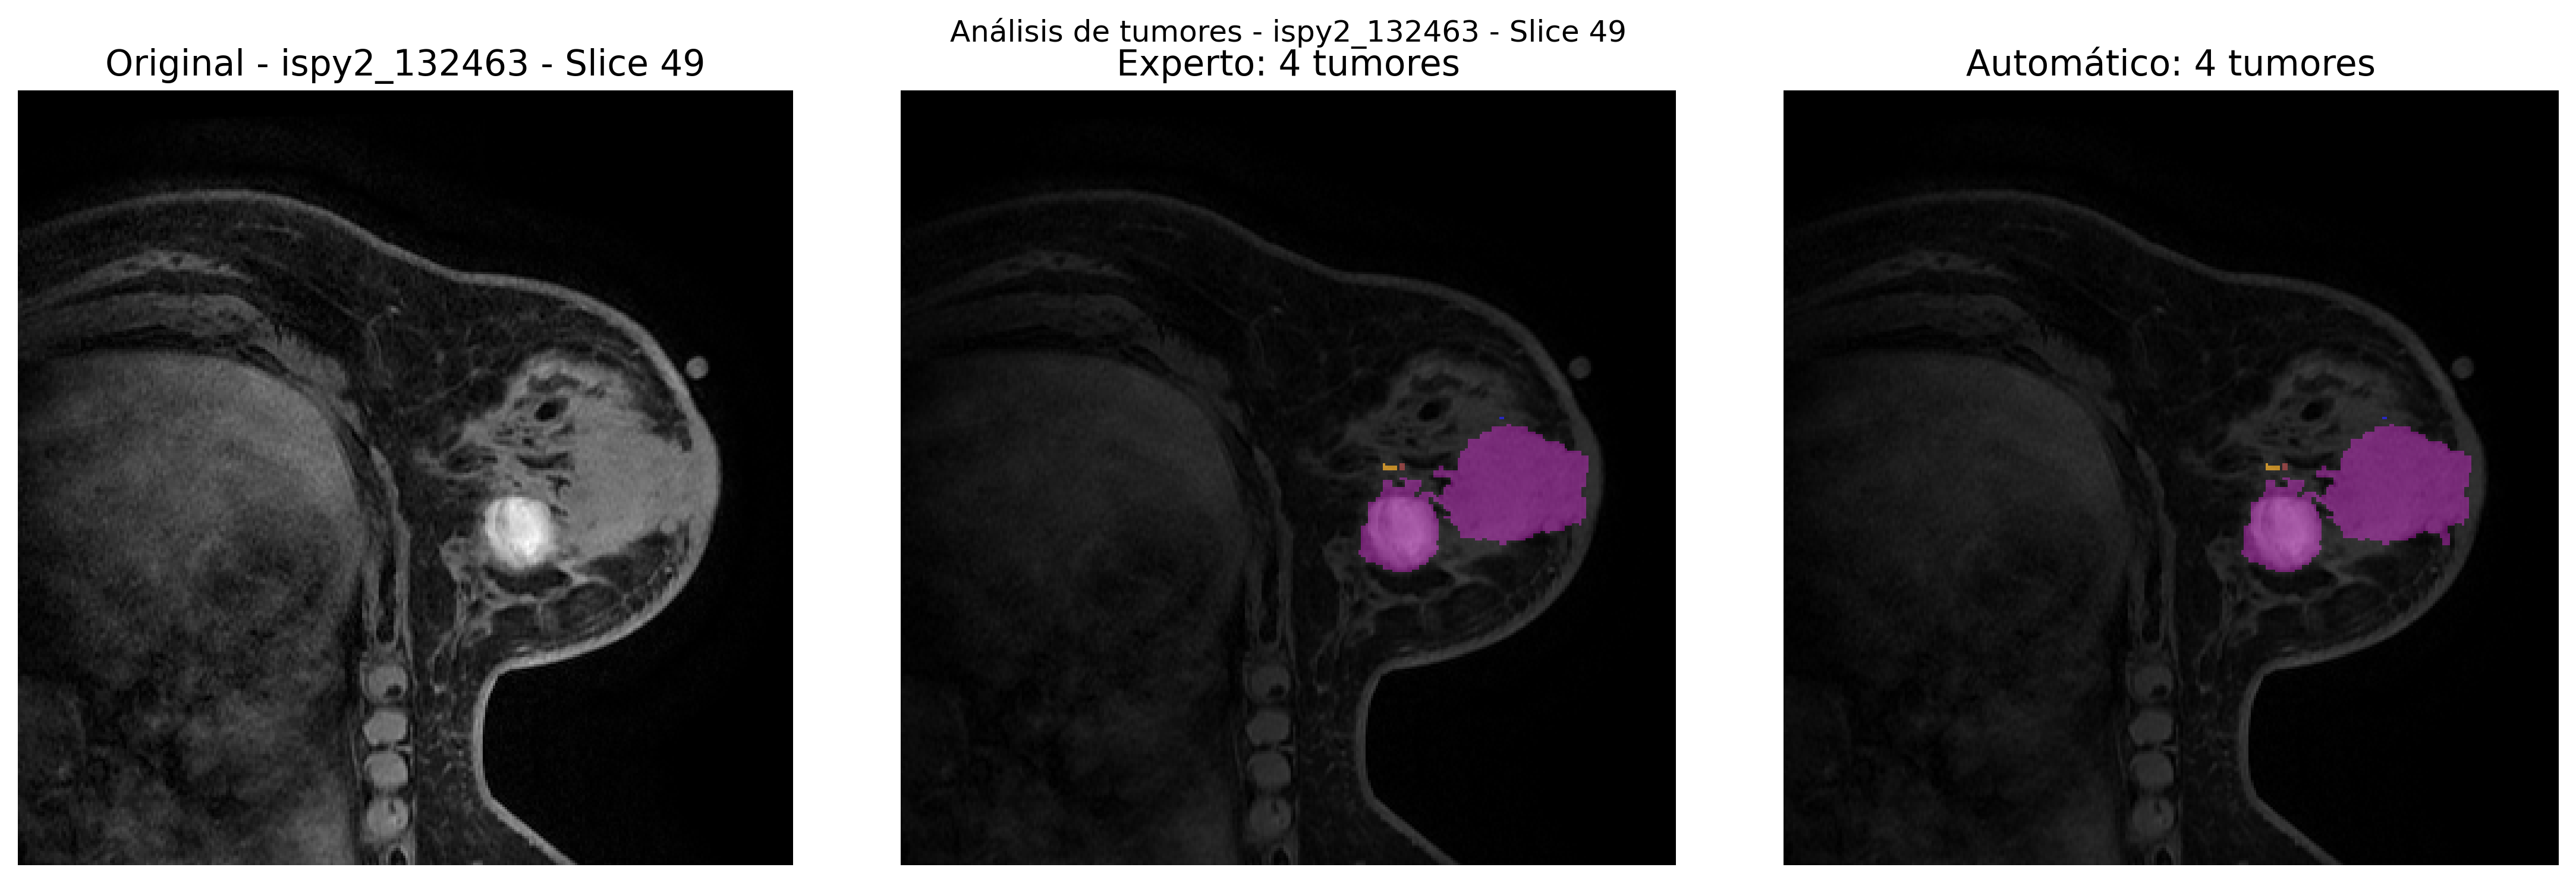 Análisis de tumores - ispy2_132463 - Slice 49
Original - ispy2_132463 - Slice 49
Experto: 4 tumores
Automático: 4 tumores